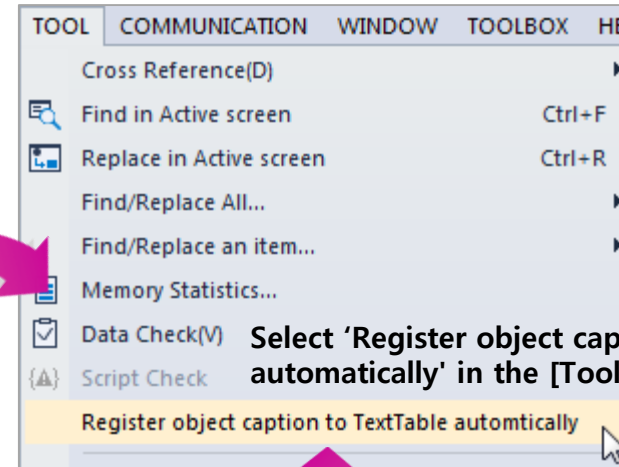 TOOL COMMUNICATION WINDOW TOOLBOX
Cross Reference(D)
Find in Active screen Ctrl+F
Replace in Active screen Ctrl+R
Find/Replace All...
Find/Replace an item...
Memory Statistics...
Data Check(V)
Select ‘Register object
automatically' in the [Tool
Script Check
Register object caption to TextTable automtically